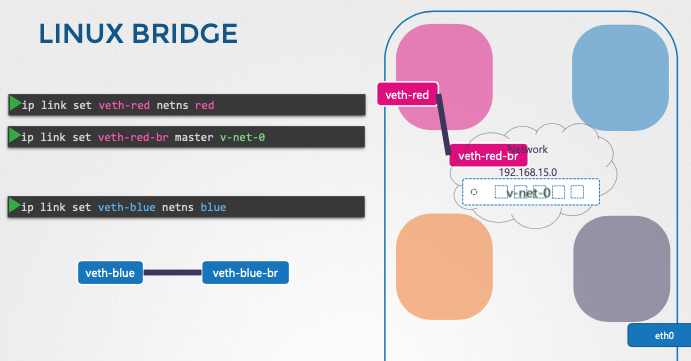 LINUX BRIDGE
ip link set veth-red netns red
ip link set veth-red-br master v-net-0
ip link set veth-blue netns blue
veth-blue
veth-blue-br
veth-red
veth-red-br
Network
192.168.15.0
v-net-0
eth0